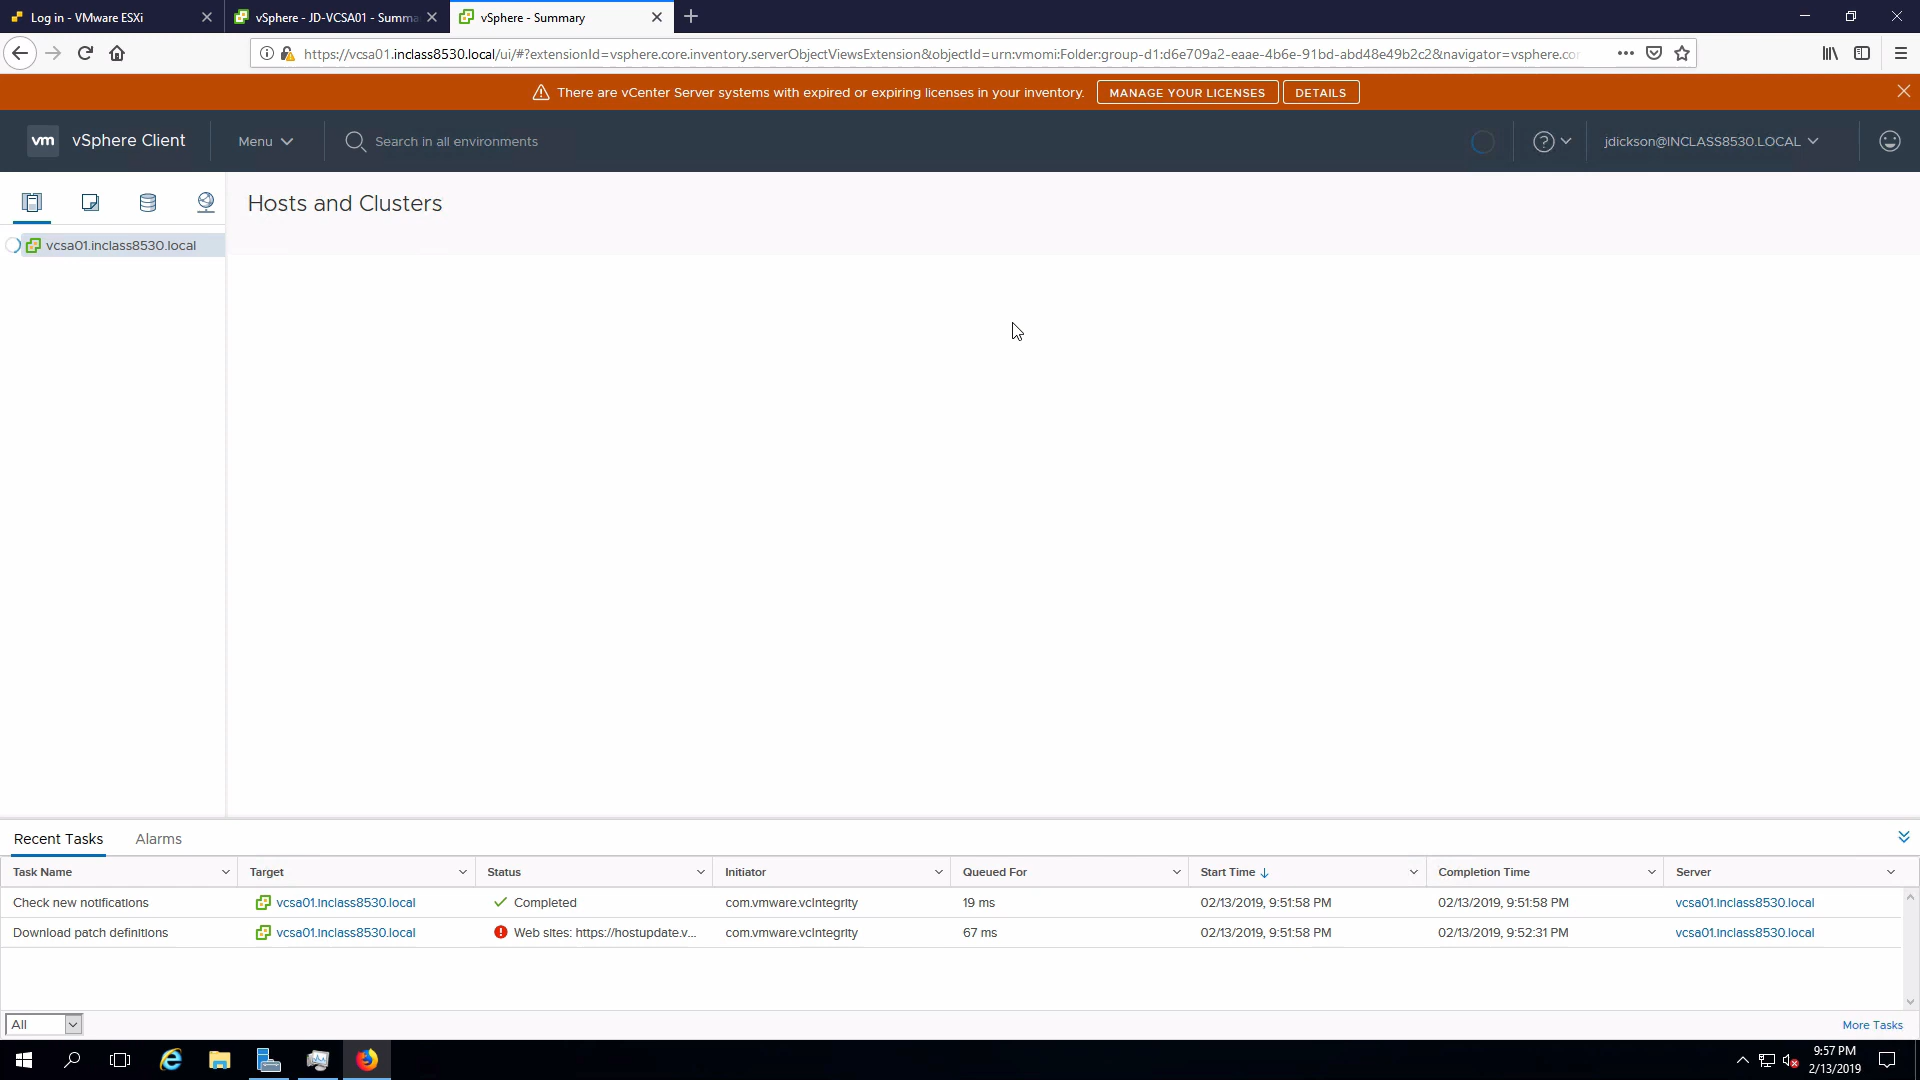 Log in - VMware ESXi
vSphere - JD-VCSA01 - Summa
vSphere - Summary
https://vcsa01.inclass8530.local/ui/#?extensionId=vsphere.core.inventory.serverObjectViewsExtension&objectId=urn:vmomi:Folder:group-d1:d6e709a2-eaae-4b6e-91bd-abd48e49b2c2&navigator=vsphere.co
There are vCenter Server systems with expired or expiring licenses in your inventory.
MANAGE YOUR LICENSES
DETAILS
vm
vSphere Client
Menu
Search in all environments
?
jdickson@INCLASS8530.LOCAL
Hosts and Clusters
vcsa01.inclass8530.local
Recent Tasks
Alarms
Task Name Target Status Initiator Queued For Start Time Completion Time Server
Check new notifications vcsa01.inclass8530.local Completed com.vmware.vcIntegrity 19 ms 02/13/2019, 9:51:58 PM 02/13/2019, 9:51:58 PM vcsa01.inclass8530.local
Download patch definitions vcsa01.inclass8530.local Web sites: https://hostupdate.v... com.vmware.vcIntegrity 67 ms 02/13/2019, 9:51:58 PM 02/13/2019, 9:52:31 PM vcsa01.inclass8530.local
All
More Tasks
9:57 PM
2/13/2019